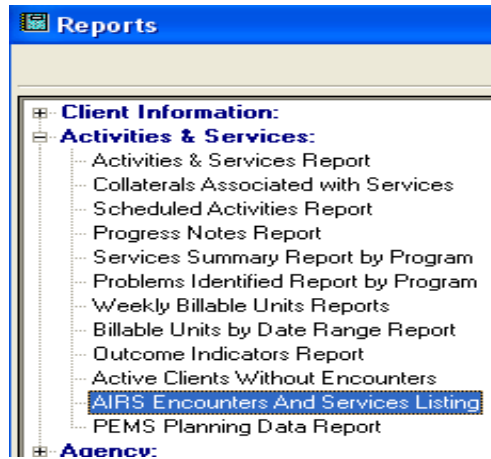 Reports
Client Information:
Activities & Services:
Activities & Services Report
Collaterals Associated with Services
Scheduled Activities Report
Progress Notes Report
Services Summary Report by Program
Problems Identified Report by Program
Weekly Billable Units Reports
Billable Units by Date Range Report
Outcome Indicators Report
Active Clients Without Encounters
AIRS Encounters And Services Listing
PEMS Planning Data Report
Agency: